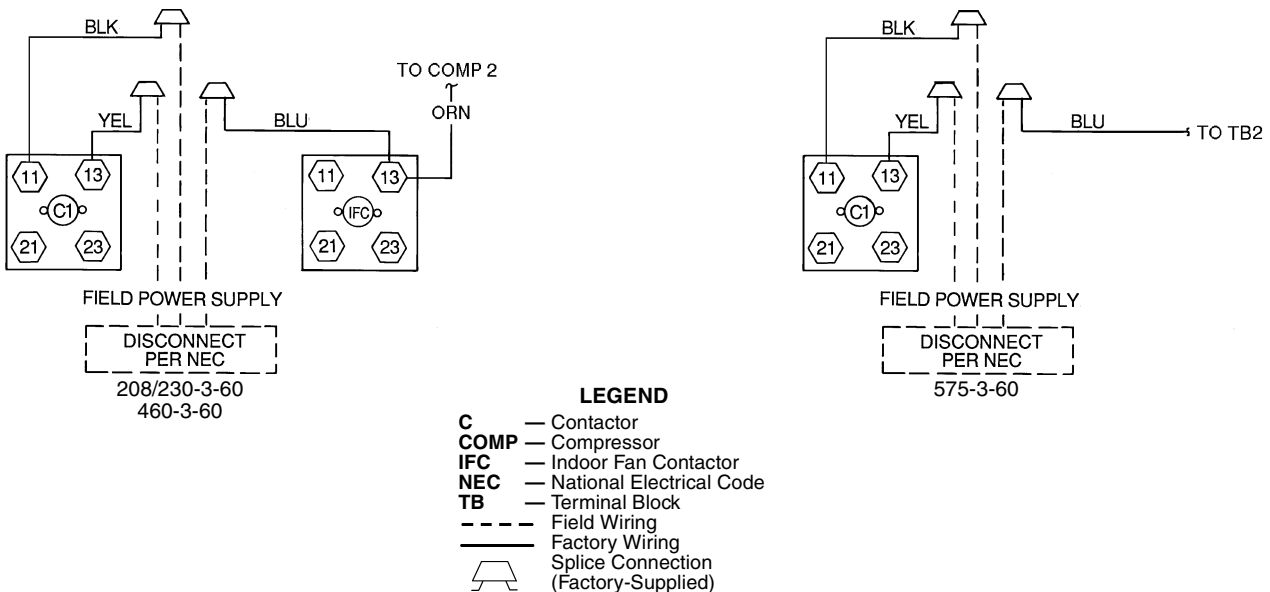 BLK
TO COMP 2
ORN
YEL
BLU
11
13
C1
21
23
11
13
IFC
21
23
FIELD POWER SUPPLY
DISCONNECT
PER NEC
208/230-3-60
460-3-60
BLK
YEL
BLU
TO TB2
11
13
C1
21
23
FIELD POWER SUPPLY
DISCONNECT
PER NEC
575-3-60
LEGEND
C — Contactor
COMP — Compressor
IFC — Indoor Fan Contactor
NEC — National Electrical Code
TB — Terminal Block
Field Wiring
Factory Wiring
Splice Connection
(Factory-Supplied)